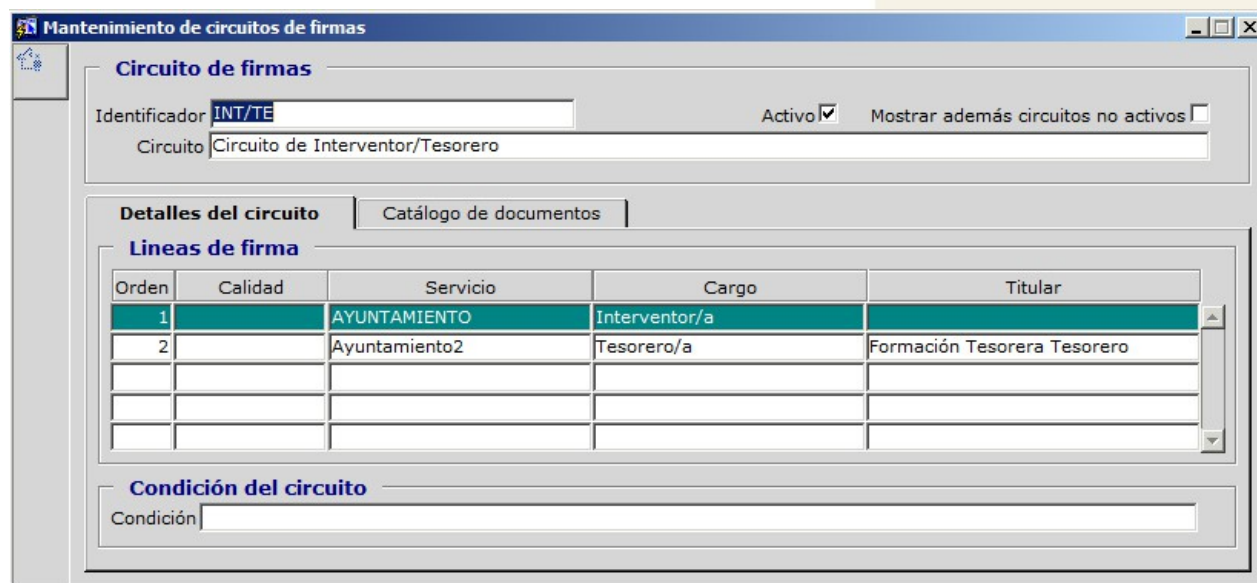 Mantenimiento de circuitos de firmas
Circuito de firmas
Identificador INT/TE Activo Mostrar además circuitos no activos
Circuito Circuito de Interventor/Tesorero
Detalles del circuito Catálogo de documentos
Lineas de firma
Orden Calidad Servicio Cargo Titular
1 AYUNTAMIENTO Interventor/a
2 Ayuntamiento2 Tesorero/a Formación Tesorera Tesorero
Condición del circuito
Condición